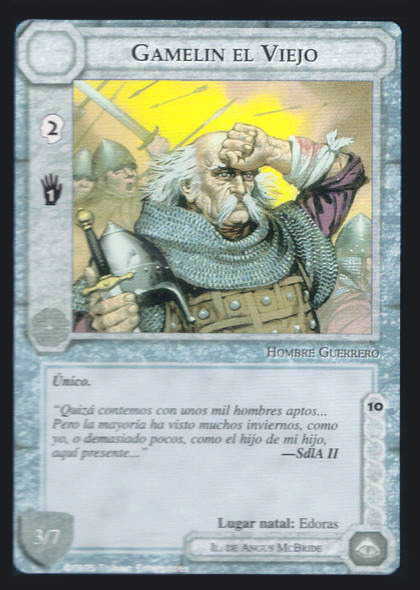 GAMELIN EL VIEJO
2
1
HOMBRE GUERRERO
Único.
"Quizá contemos con unos mil hombres aptos...
Pero la mayoría ha visto muchos inviernos, como
yo, o demasiado pocos, como el hijo de mi hijo,
aquí presente..." —SdlA II
10
Lugar natal: Edoras
3/7
IL. DE ANGUS MCBRIDE